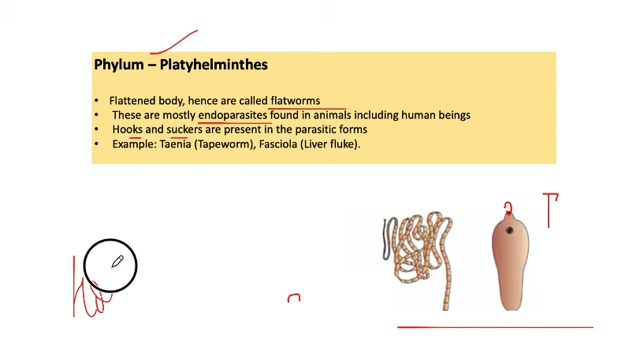 Phylum – Platyhelminthes
• Flattened body, hence are called flatworms
• These are mostly endoparasites found in animals including human beings
• Hooks and suckers are present in the parasitic forms
• Example: Taenia (Tapeworm), Fasciola (Liver fluke).
T